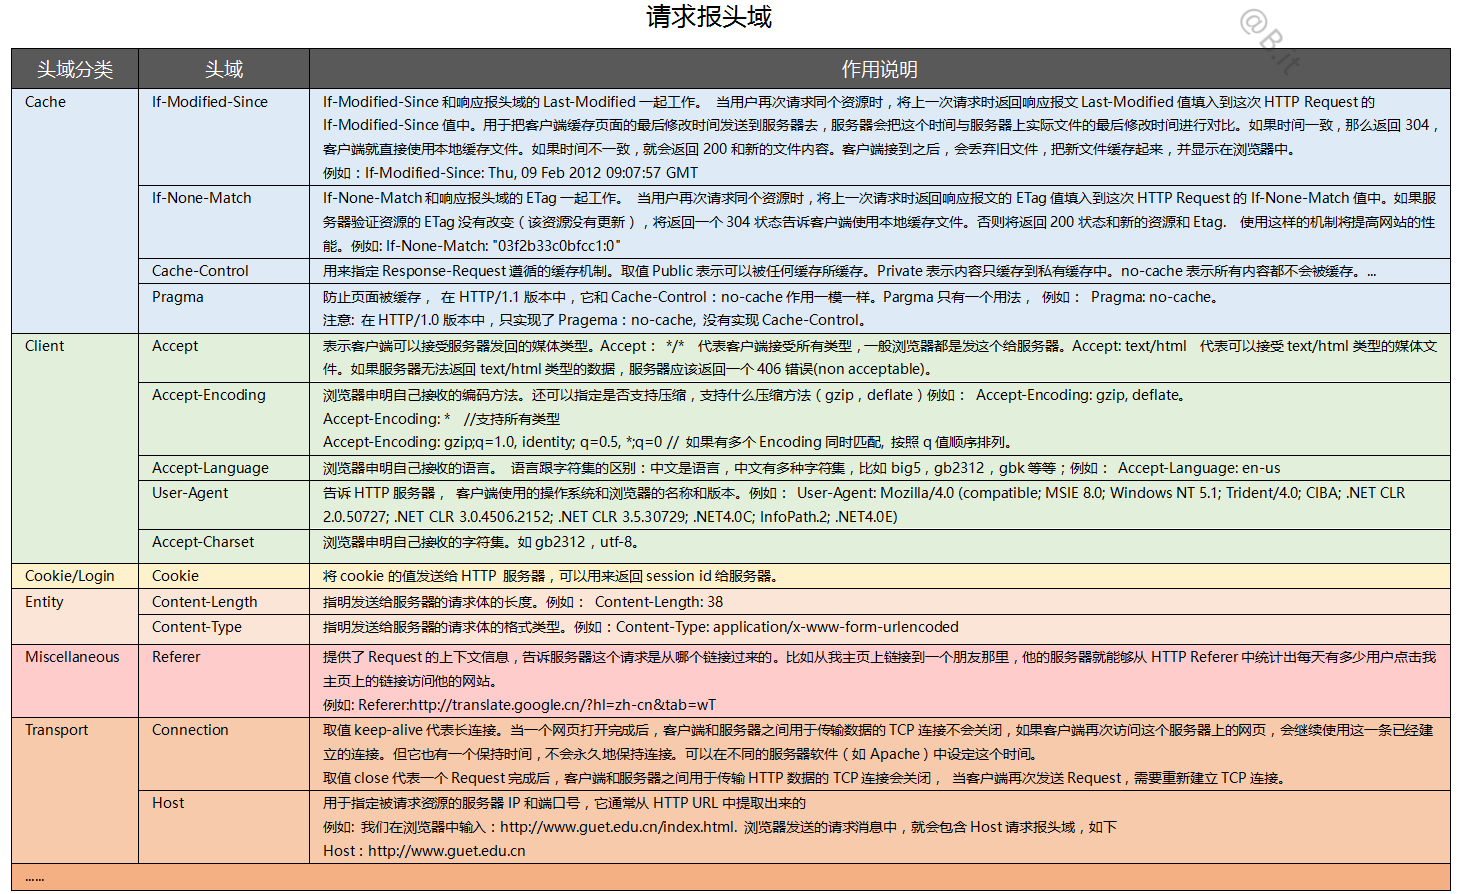 请求报头域
@B.it
头域分类 头域 作用说明
Cache If-Modified-Since If-Modified-Since 和响应报头域的 Last-Modified 一起工作。 当用户再次请求同个资源时，将上一次请求时返回响应报文 Last-Modified 值填入到这次 HTTP Request 的
If-Modified-Since 值中。用于把客户端缓存页面的最后修改时间发送到服务器去，服务器会把这个时间与服务器上实际文件的最后修改时间进行对比。如果时间一致，那么返回 304，
客户端就直接使用本地缓存文件。如果时间不一致，就会返回 200 和新的文件内容。客户端接到之后，会丢弃旧文件，把新文件缓存起来，并显示在浏览器中。
例如：If-Modified-Since: Thu, 09 Feb 2012 09:07:57 GMT
If-None-Match If-None-Match 和响应报头域的 ETag 一起工作。 当用户再次请求同个资源时，将上一次请求时返回响应报文的 ETag 值填入到这次 HTTP Request 的 If-None-Match 值中。如果服
务器验证资源的 ETag 没有改变（该资源没有更新），将返回一个 304 状态告诉客户端使用本地缓存文件。否则将返回 200 状态和新的资源和 Etag. 使用这样的机制将提高网站的性
能。例如: If-None-Match: "03f2b33c0bfcc1:0"
Cache-Control 用来指定 Response-Request 遵循的缓存机制。取值 Public 表示可以被任何缓存所缓存。Private 表示内容只缓存到私有缓存中。no-cache 表示所有内容都不会被缓存。...
Pragma 防止页面被缓存， 在 HTTP/1.1 版本中，它和 Cache-Control：no-cache 作用一模一样。Pargma 只有一个用法， 例如： Pragma: no-cache。
注意: 在 HTTP/1.0 版本中，只实现了 Pragema：no-cache, 没有实现 Cache-Control。
Client Accept 表示客户端可以接受服务器发回的媒体类型。Accept： */* 代表客户端接受所有类型，一般浏览器都是发这个给服务器。Accept: text/html 代表可以接受 text/html 类型的媒体文
件。如果服务器无法返回 text/html 类型的数据，服务器应该返回一个 406 错误(non acceptable)。
Accept-Encoding 浏览器申明自己接收的编码方法。还可以指定是否支持压缩，支持什么压缩方法（gzip，deflate）例如： Accept-Encoding: gzip, deflate。
Accept-Encoding: * //支持所有类型
Accept-Encoding: gzip;q=1.0, identity; q=0.5, *;q=0 // 如果有多个 Encoding 同时匹配, 按照 q 值顺序排列。
Accept-Language 浏览器申明自己接收的语言。 语言跟字符集的区别：中文是语言，中文有多种字符集，比如 big5，gb2312，gbk 等等；例如： Accept-Language: en-us
User-Agent 告诉 HTTP 服务器， 客户端使用的操作系统和浏览器的名称和版本。例如： User-Agent: Mozilla/4.0 (compatible; MSIE 8.0; Windows NT 5.1; Trident/4.0; CIBA; .NET CLR
2.0.50727; .NET CLR 3.0.4506.2152; .NET CLR 3.5.30729; .NET4.0C; InfoPath.2; .NET4.0E)
Accept-Charset 浏览器申明自己接收的字符集。如 gb2312，utf-8。
Cookie/Login Cookie 将 cookie 的值发送给 HTTP 服务器，可以用来返回 session id 给服务器。
Entity Content-Length 指明发送给服务器的请求体的长度。例如： Content-Length: 38
Content-Type 指明发送给服务器的请求体的格式类型。例如：Content-Type: application/x-www-form-urlencoded
Miscellaneous Referer 提供了 Request 的上下文信息，告诉服务器这个请求是从哪个链接过来的。比如从我主页上链接到一个朋友那里，他的服务器就能够从 HTTP Referer 中统计出每天有多少用户点击我
主页上的链接访问他的网站。
例如: Referer:http://translate.google.cn/?hl=zh-cn&tab=wT
Transport Connection 取值 keep-alive 代表长连接。当一个网页打开完成后，客户端和服务器之间用于传输数据的 TCP 连接不会关闭，如果客户端再次访问这个服务器上的网页，会继续使用这一条已经建
立的连接。但它也有一个保持时间，不会永久地保持连接。可以在不同的服务器软件（如 Apache）中设定这个时间。
取值 close 代表一个 Request 完成后，客户端和服务器之间用于传输 HTTP 数据的 TCP 连接会关闭， 当客户端再次发送 Request，需要重新建立 TCP 连接。
Host 用于指定被请求资源的服务器 IP 和端口号，它通常从 HTTP URL 中提取出来的
例如: 我们在浏览器中输入：http://www.guet.edu.cn/index.html. 浏览器发送的请求消息中，就会包含 Host 请求报头域，如下
Host：http://www.guet.edu.cn
......